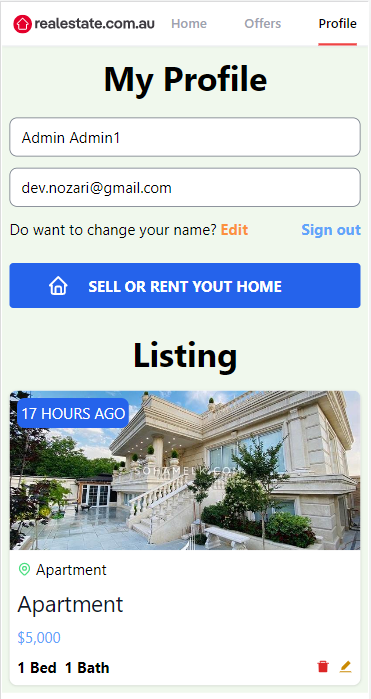 realestate.com.au Home Offers Profile
My Profile
Admin Admin1
dev.nozari@gmail.com
Do want to change your name? Edit Sign out
SELL OR RENT YOUT HOME
Listing
17 HOURS AGO
SOHAMELK.COM
Apartment
Apartment
$5,000
1 Bed 1 Bath